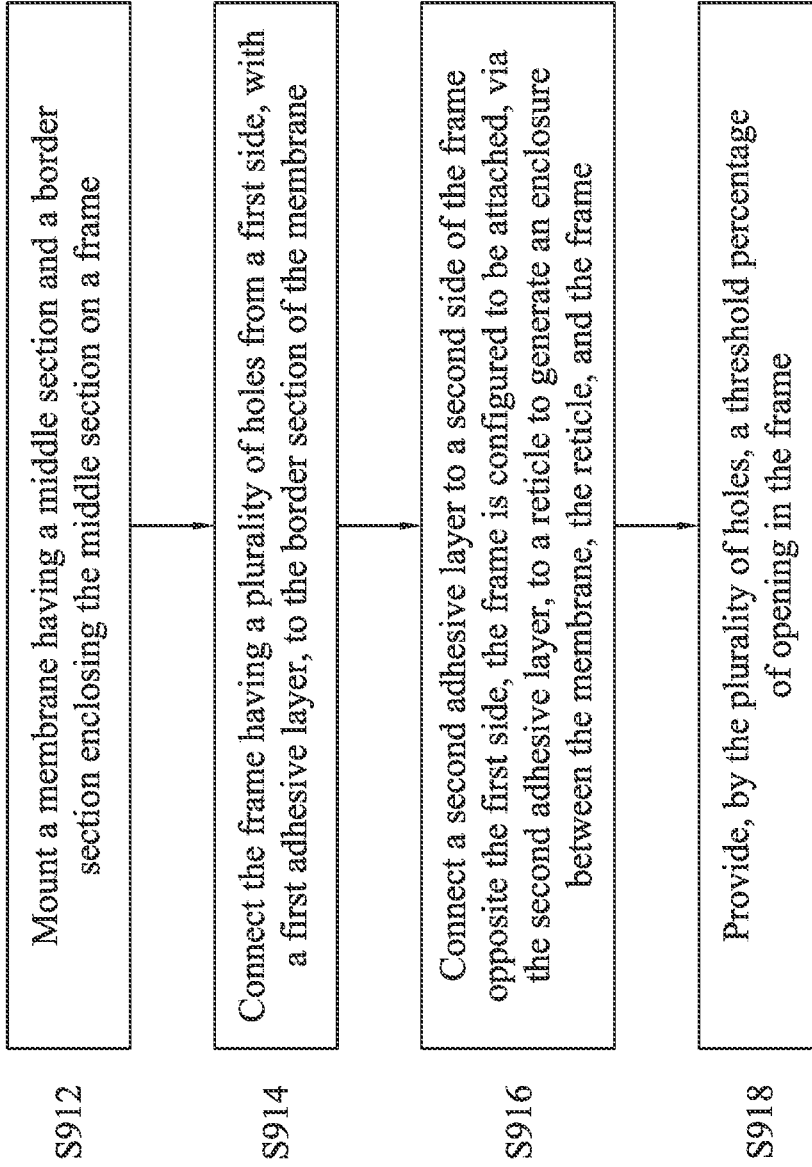 S912
Mount a membrane having a middle section and a border
section enclosing the middle section on a frame
S914
Connect the frame having a plurality of holes from a first side, with
a first adhesive layer, to the border section of the membrane
S916
Connect a second adhesive layer to a second side of the frame
opposite the first side, the frame is configured to be attached, via
the second adhesive layer, to a reticle to generate an enclosure
between the membrane, the reticle, and the frame
S918
Provide, by the plurality of holes, a threshold percentage
of opening in the frame